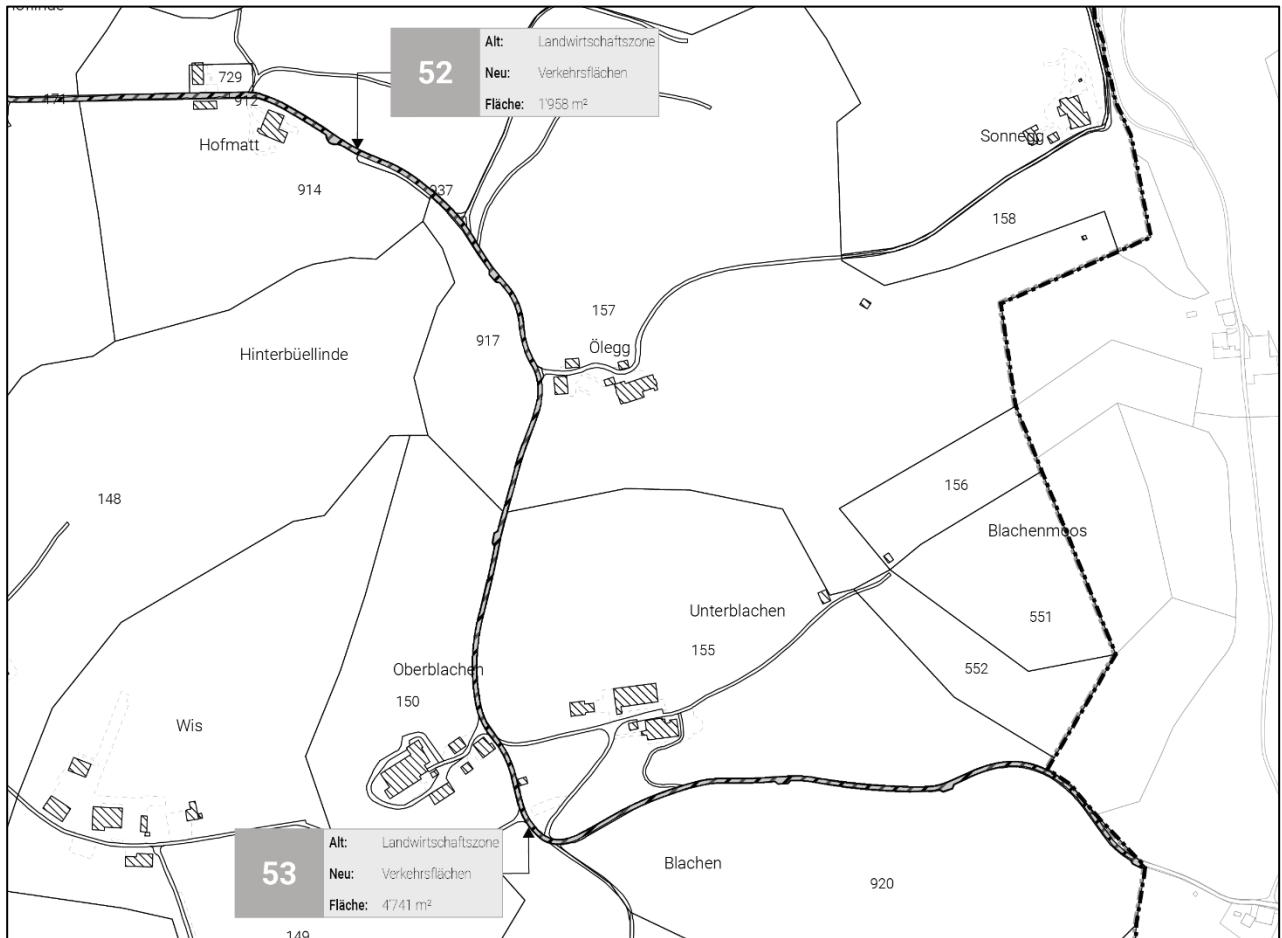 52
Alt: Landwirtschaftszone
Neu: Verkehrsflächen
Fläche: 1'958 m²
729
171
912
Hofmatt
Sonnegg
914
937
158
157
917
Ölegg
Hinterbüellinde
148
156
Blachenmoos
Unterblachen
551
155
552
Oberblachen
150
Wis
53
Alt: Landwirtschaftszone
Neu: Verkehrsflächen
Fläche: 4'741 m²
Blachen
920
149